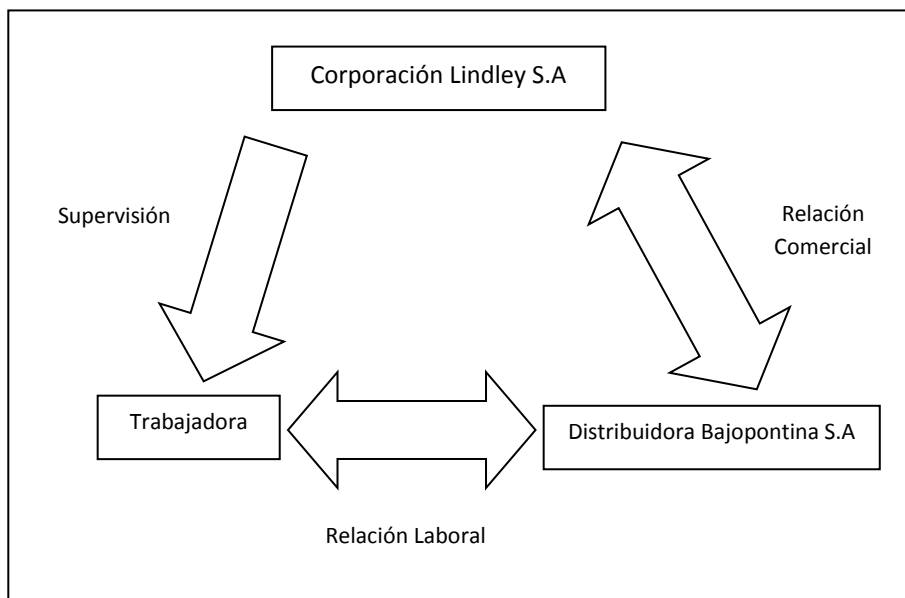 Corporación Lindley S.A
Supervisión
Relación
Comercial
Trabajadora
Distribuidora Bajopontina S.A
Relación Laboral